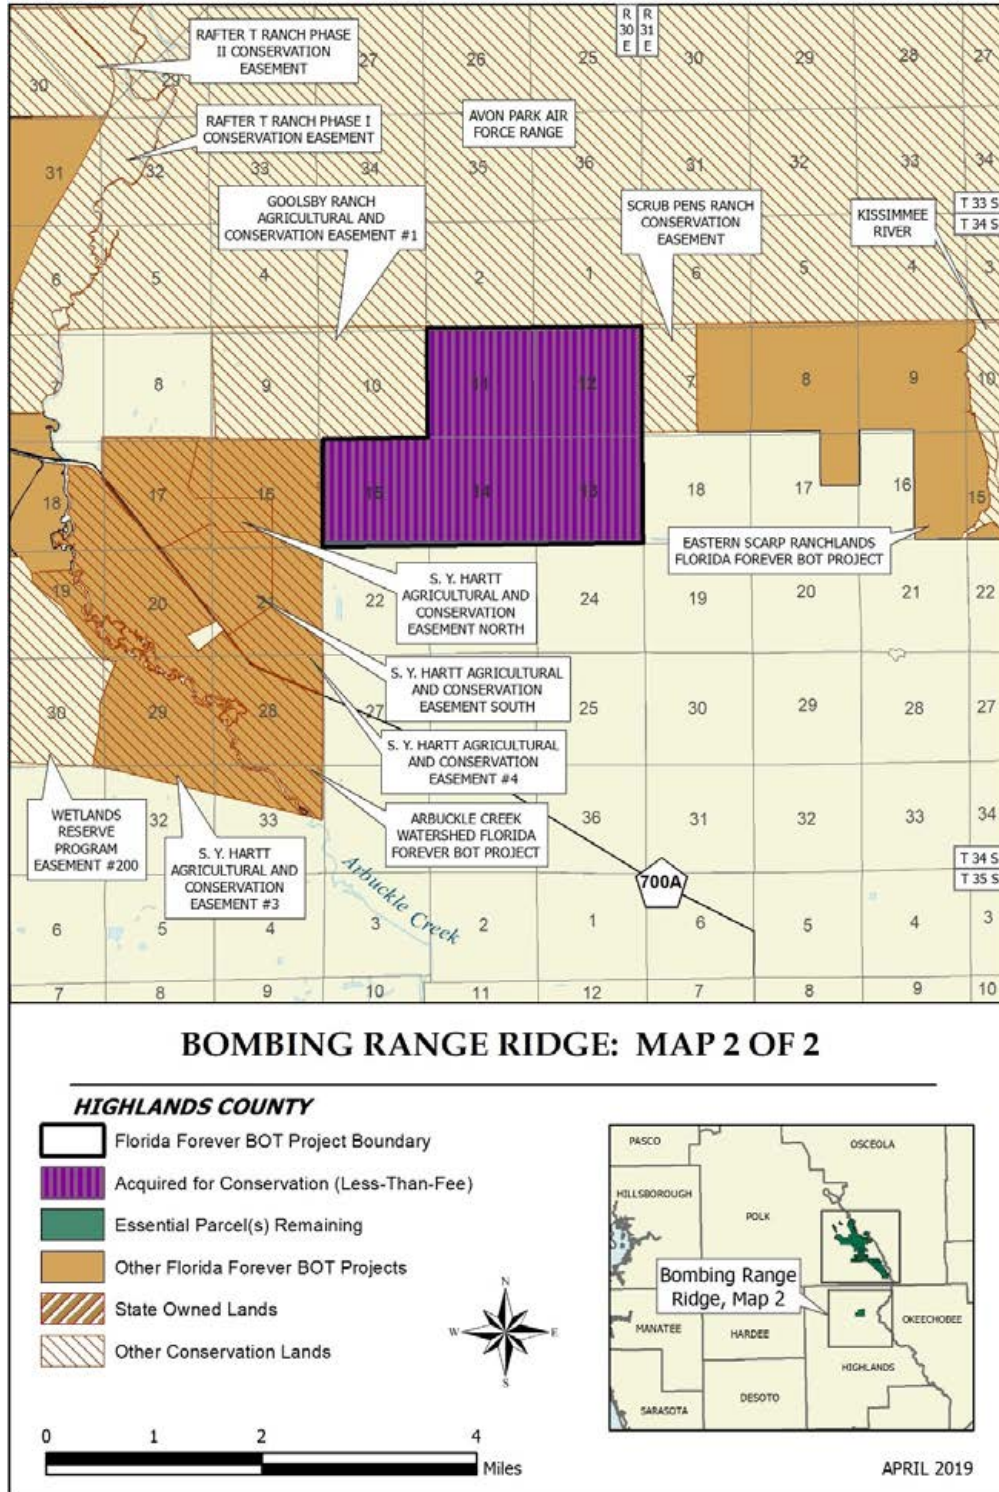 R R
30 31
E E
RAFTER T RANCH PHASE
II CONSERVATION
EASEMENT
30 29 27 26 25 30 29 28 27
RAFTER T RANCH PHASE I
CONSERVATION EASEMENT
AVON PARK AIR
FORCE RANGE
31 32 33 34 35 36 31 32 33 34
GOOLSBY RANCH
AGRICULTURAL AND
CONSERVATION EASEMENT #1
SCRUB PENS RANCH
CONSERVATION
EASEMENT
KISSIMMEE
RIVER
T 33 S
T 34 S
6 5 4 2 1 6 5 4 3
7 8 9 10 11 12 7 8 9 10
18 17 16 15 14 13 18 17 16 15
EASTERN SCARP RANCHLANDS
FLORIDA FOREVER BOT PROJECT
S. Y. HARTT
AGRICULTURAL AND
CONSERVATION
EASEMENT NORTH
19 20 21 22 24 19 20 21 22
S. Y. HARTT AGRICULTURAL
AND CONSERVATION
EASEMENT SOUTH
30 29 28 27 25 30 29 28 27
S. Y. HARTT AGRICULTURAL
AND CONSERVATION
EASEMENT #4
WETLANDS
RESERVE
PROGRAM
EASEMENT #200
32 33 36 31 32 33 34
ARBUCKLE CREEK
WATERSHED FLORIDA
FOREVER BOT PROJECT
S. Y. HARTT
AGRICULTURAL AND
CONSERVATION
EASEMENT #3
T 34 S
T 35 S
700A
Arbuckle Creek
6 5 4 3 2 1 6 5 4 3
7 8 9 10 11 12 7 8 9 10
BOMBING RANGE RIDGE: MAP 2 OF 2
HIGHLANDS COUNTY
Florida Forever BOT Project Boundary
Acquired for Conservation (Less-Than-Fee)
Essential Parcel(s) Remaining
Other Florida Forever BOT Projects
State Owned Lands
Other Conservation Lands
N
W E
S
0 1 2 4
Miles
PASCO
OSCEOLA
HILLSBOROUGH
POLK
Bombing Range
Ridge, Map 2
MANATEE
HARDEE
OKEECHOBEE
HIGHLANDS
DESOTO
SARASOTA
APRIL 2019